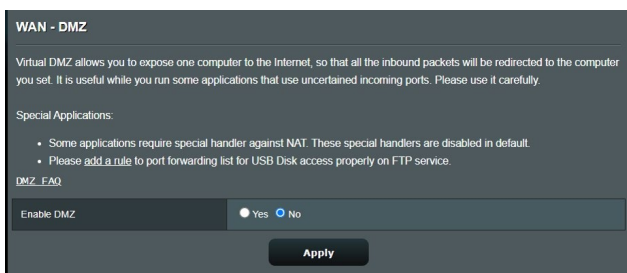 WAN - DMZ
Virtual DMZ allows you to expose one computer to the Internet, so that all the inbound packets will be redirected to the computer
you set. It is useful while you run some applications that use uncertained incoming ports. Please use it carefully.
Special Applications:
• Some applications require special handler against NAT. These special handlers are disabled in default.
• Please add a rule to port forwarding list for USB Disk access properly on FTP service.
DMZ FAQ
Enable DMZ Yes No
Apply